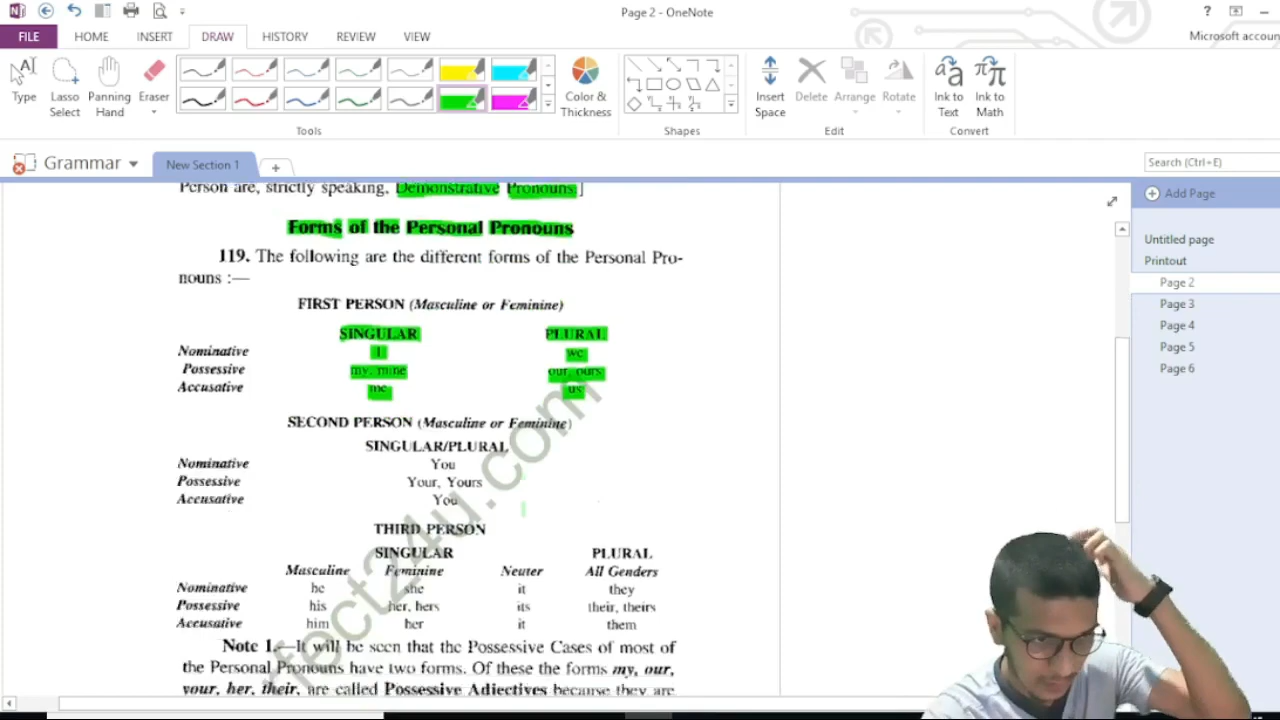 Page 2 - OneNote
?
FILE HOME INSERT DRAW HISTORY REVIEW VIEW
Microsoft accoun
Type Lasso Select Panning Hand Eraser
Color & Thickness
Insert Space Delete Arrange Rotate
Ink to Text Ink to Math
Tools Shapes Edit Convert
Grammar New Section 1 +
Search (Ctrl+E)
Add Page
Untitled page
Printout
Page 2
Page 3
Page 4
Page 5
Page 6
Person are, strictly speaking, Demonstrative Pronouns.]
Forms of the Personal Pronouns
119. The following are the different forms of the Personal Pro-
nouns :—
FIRST PERSON (Masculine or Feminine)
SINGULAR PLURAL
Nominative I we
Possessive my, mine our, ours
Accusative me us
SECOND PERSON (Masculine or Feminine)
SINGULAR/PLURAL
Nominative You
Possessive Your, Yours
Accusative You
THIRD PERSON
SINGULAR PLURAL
Masculine Feminine Neuter All Genders
Nominative he she it they
Possessive his her, hers its their, theirs
Accusative him her it them
Note 1.—It will be seen that the Possessive Cases of most of
the Personal Pronouns have two forms. Of these the forms my, our,
your, her, their, are called Possessive Adjectives because they are